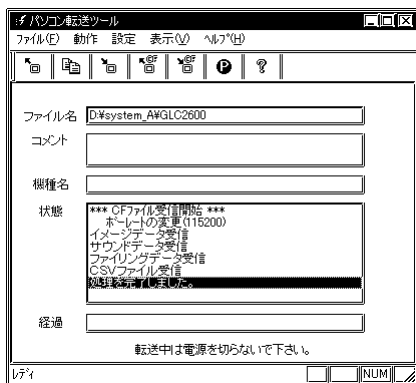 パソコン転送ツール
ファイル(F) 動作 設定 表示(V) ヘルプ(H)
CF CF P ?
ファイル名 D:¥system_A¥GLC2600
コメント
機種名
状態 *** CFファイル受信開始 ***
ボーレートの変更(115200)
イメージデータ受信
サウンドデータ受信
ファイリングデータ受信
CSVファイル受信
処理を完了しました。
経過
転送中は電源を切らないで下さい。
レディ NUM